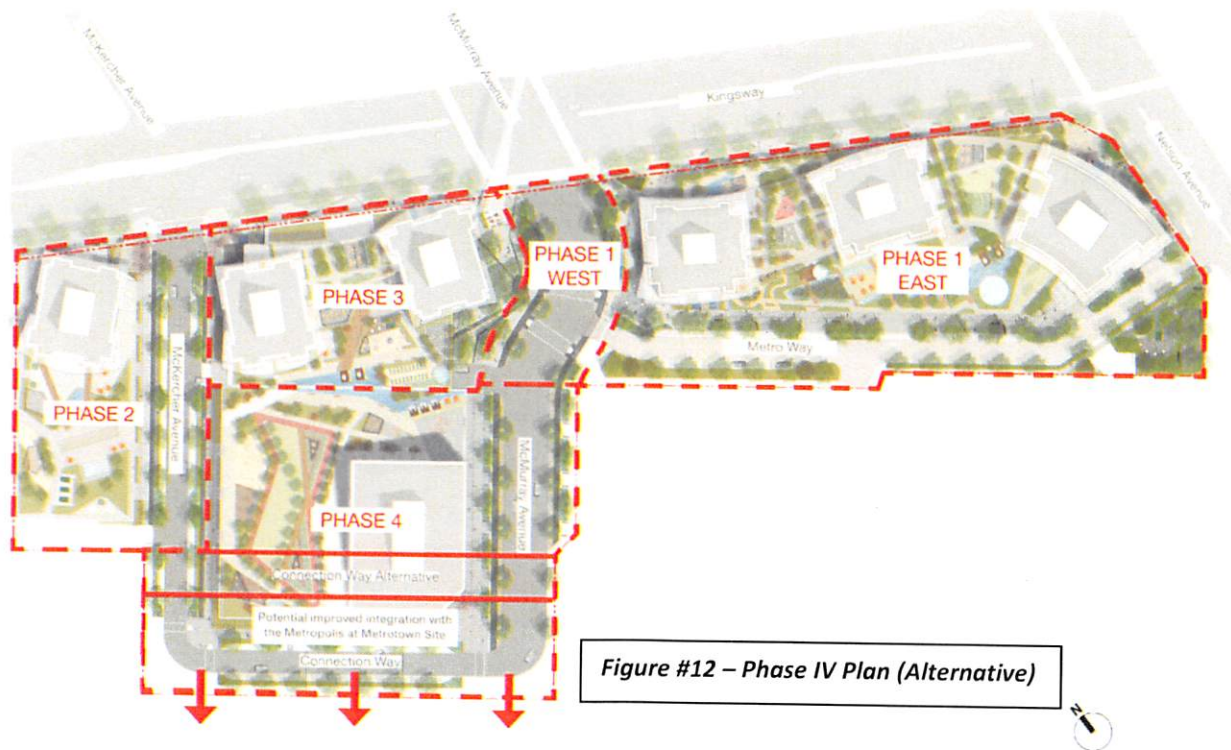 McKercher Avenue
McMurray Avenue
Kingsway
Nelson Avenue
PHASE 1
WEST
PHASE 1
EAST
PHASE 3
Metro Way
PHASE 2
McKercher Avenue
McMurray Avenue
PHASE 4
Connection Way Alternative
Potential improved integration with
the Metropolis at Metrotown Site
Connection Way
Figure #12 – Phase IV Plan (Alternative)
N